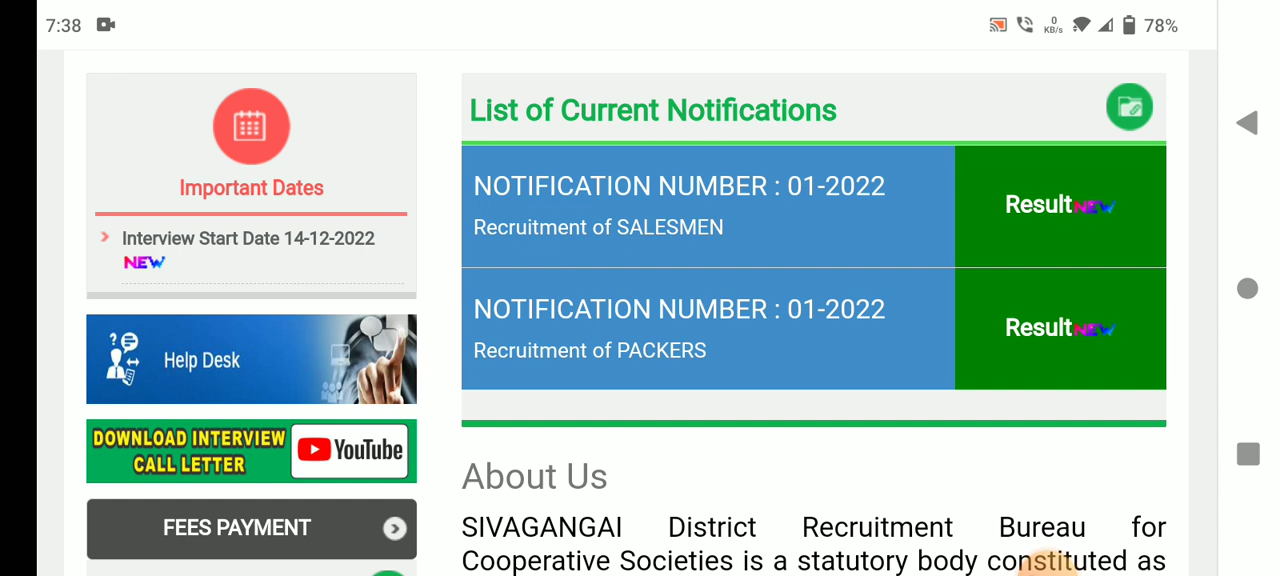 7:38
0
KB/s
78%
Important Dates
Interview Start Date 14-12-2022
NEW
Help Desk
DOWNLOAD INTERVIEW
CALL LETTER
YouTube
FEES PAYMENT
List of Current Notifications
NOTIFICATION NUMBER : 01-2022
Recruitment of SALESMEN
Result NEW
NOTIFICATION NUMBER : 01-2022
Recruitment of PACKERS
Result NEW
About Us
SIVAGANGAI District Recruitment Bureau for
Cooperative Societies is a statutory body constituted as